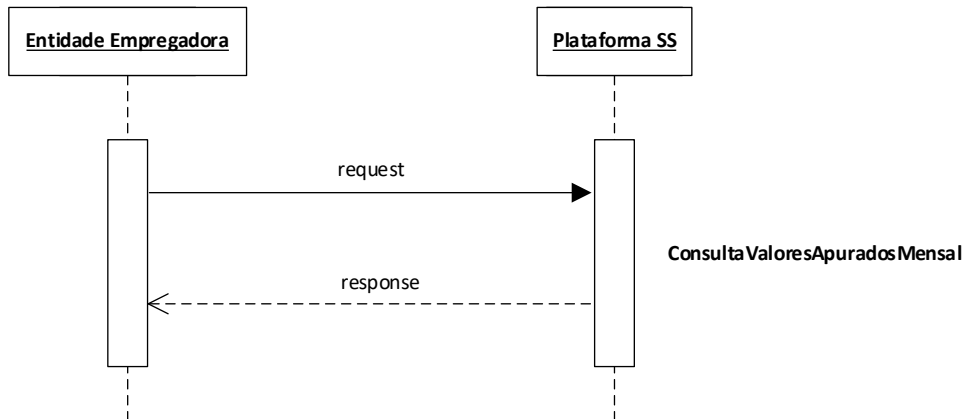 Entidade Empregadora
Plataforma SS
request
ConsultaValoresApuradosMensal
response